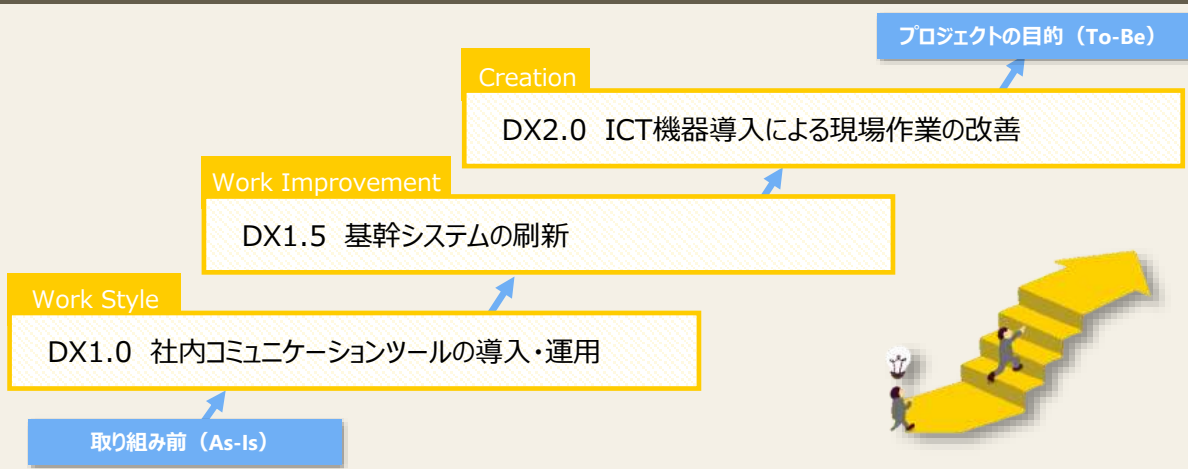 プロジェクトの目的（To-Be）
Creation
DX2.0 ICT機器導入による現場作業の改善
Work Improvement
DX1.5 基幹システムの刷新
Work Style
DX1.0 社内コミュニケーションツールの導入・運用
取り組み前（As-Is）